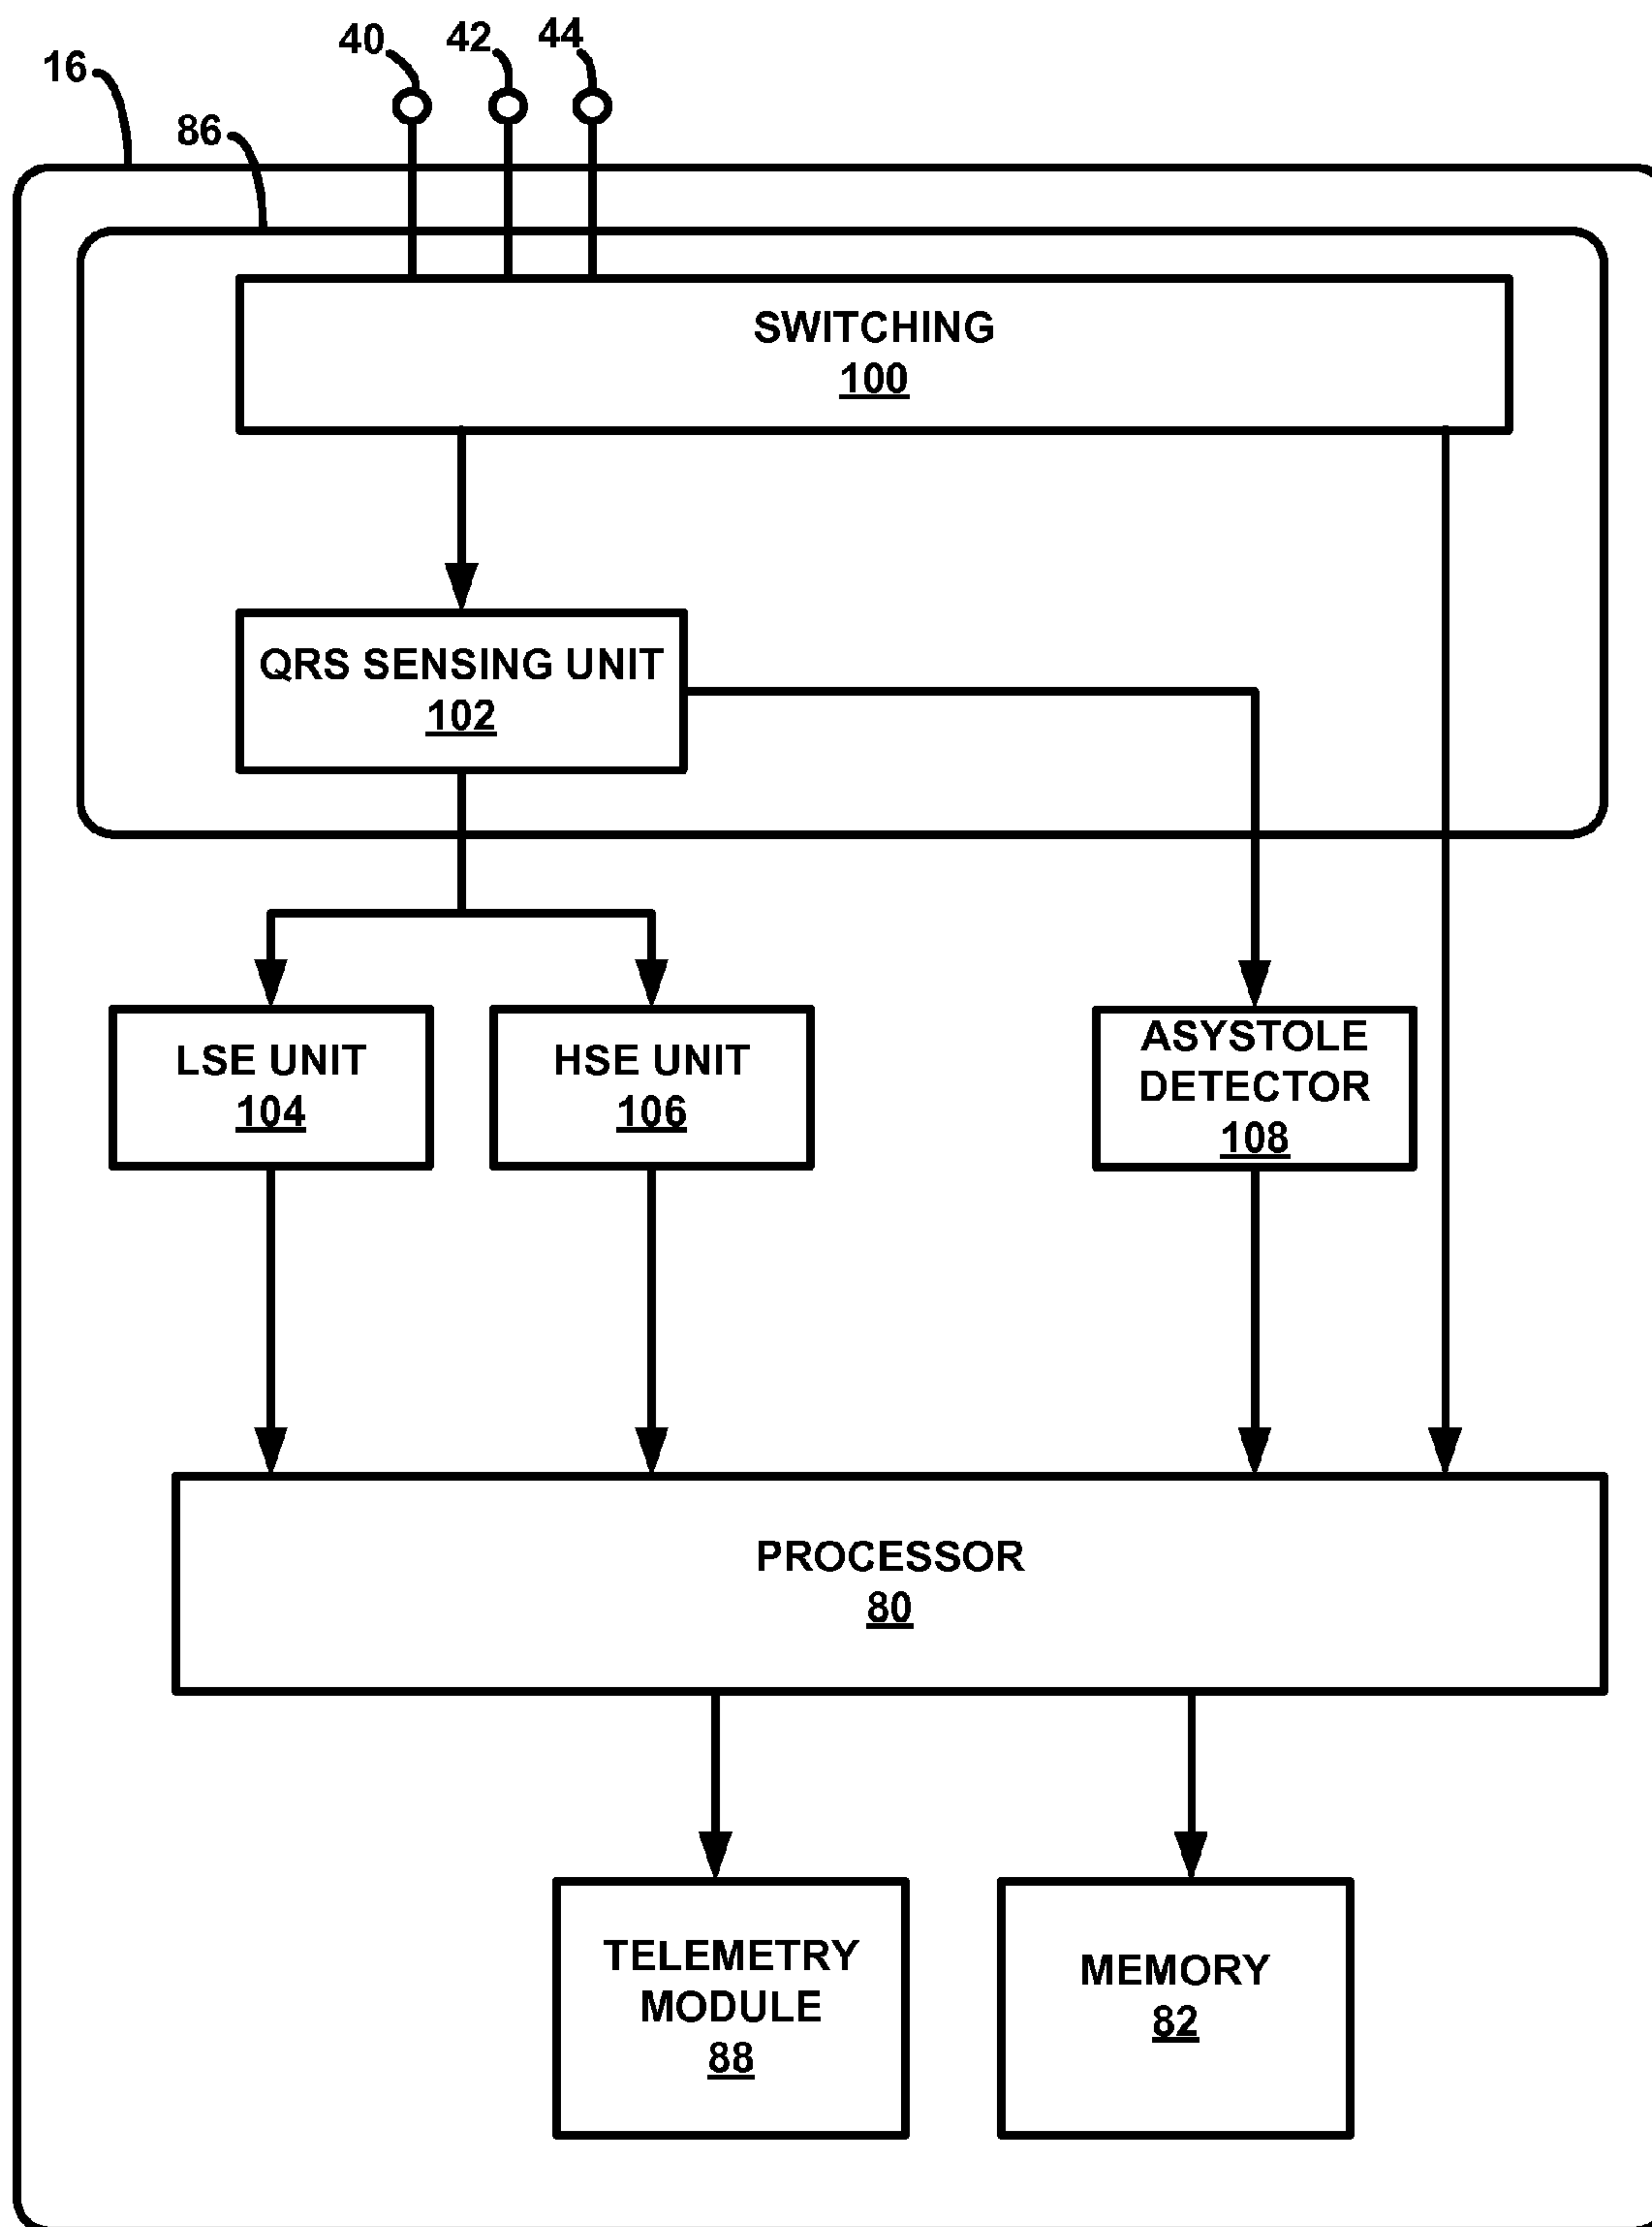 40
42
44
16
86
SWITCHING
100
QRS SENSING UNIT
102
LSE UNIT
104
HSE UNIT
106
ASYSTOLE
DETECTOR
108
PROCESSOR
80
TELEMETRY
MODULE
88
MEMORY
82